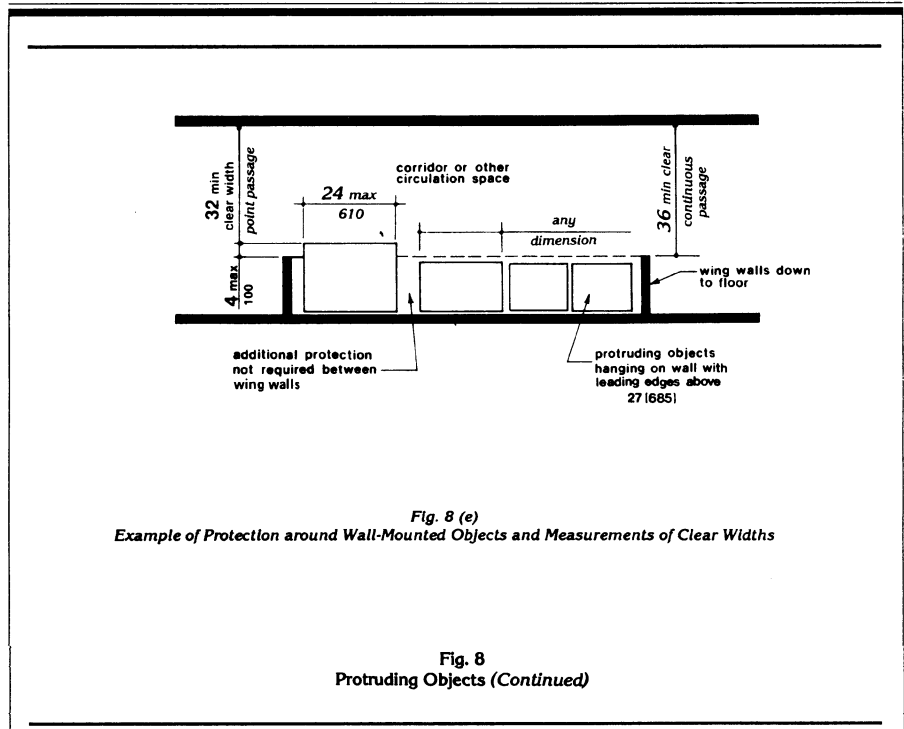 32 min
clear width
point passage
4 max
100
24 max
610
corridor or other
circulation space
any
dimension
36 min clear
continuous
passage
wing walls down
to floor
additional protection
not required between
wing walls
protruding objects
hanging on wall with
leading edges above
27 (685)
Fig. 8 (e)
Example of Protection around Wall-Mounted Objects and Measurements of Clear Widths
Fig. 8
Protruding Objects (Continued)